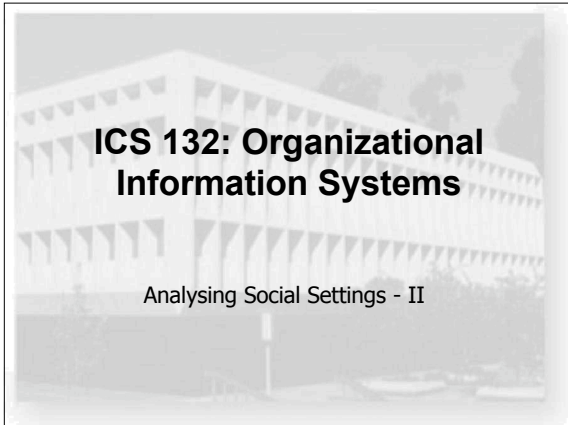 ICS 132: Organizational
Information Systems
Analysing Social Settings - II